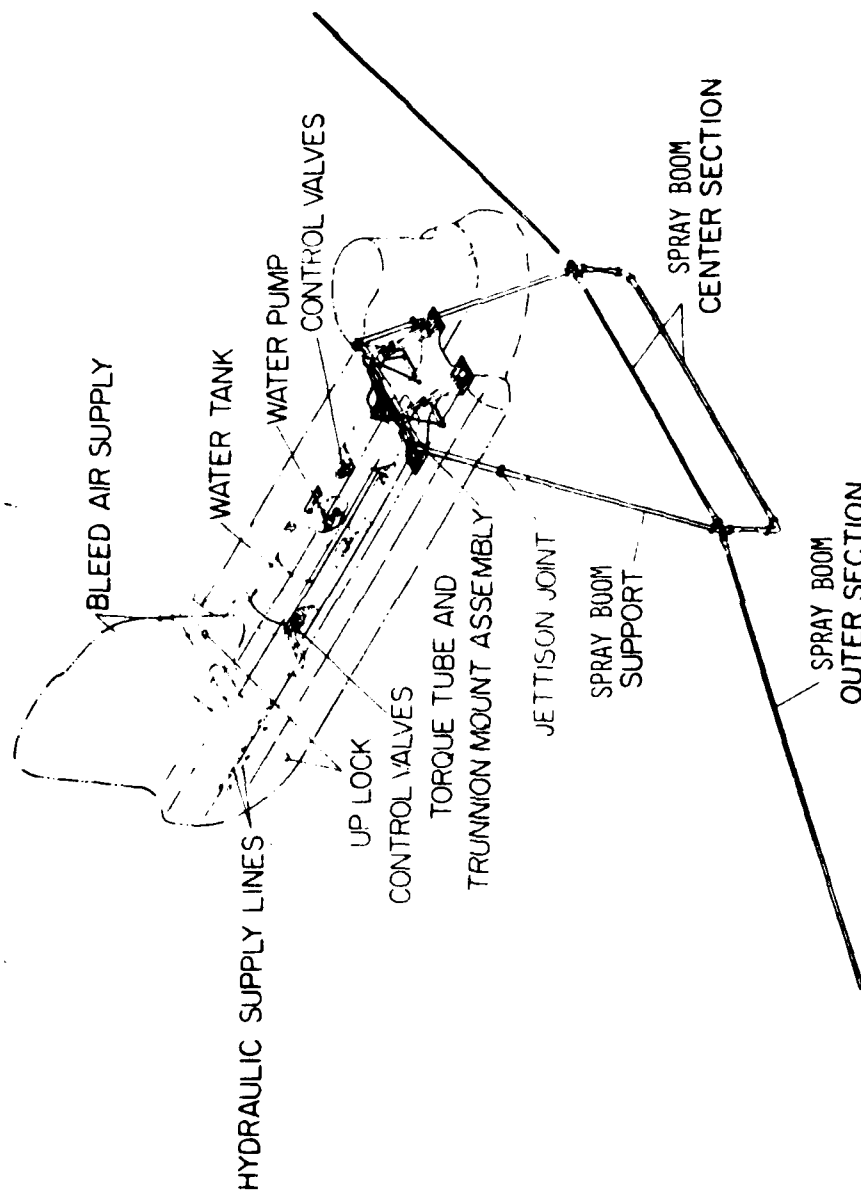 BLEED AIR SUPPLY
WATER TANK
WATER PUMP
CONTROL VALVES
HYDRAULIC SUPPLY LINES
UP LOCK
CONTROL VALVES
TORQUE TUBE AND
TRUNNION MOUNT ASSEMBLY
JETTISON JOINT
SPRAY BOOM
SUPPORT
SPRAY BOOM
CENTER SECTION
SPRAY BOOM
OUTER SECTION